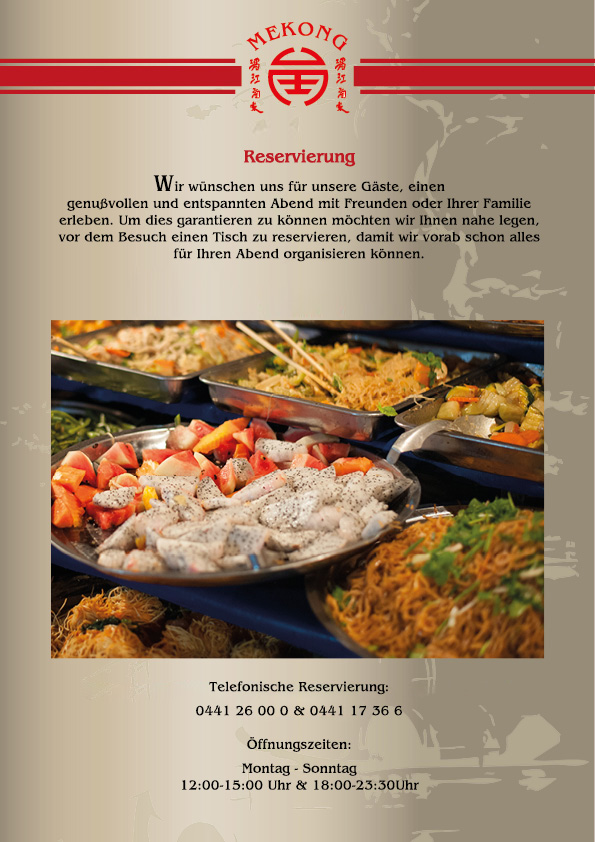 MEKONG
Reservierung
Wir wünschen uns für unsere Gäste, einen
genußvollen und entspannten Abend mit Freunden oder Ihrer Familie
erleben. Um dies garantieren zu können möchten wir Ihnen nahe legen,
vor dem Besuch einen Tisch zu reservieren, damit wir vorab schon alles
für Ihren Abend organisieren können.
Telefonische Reservierung:
0441 26 00 0 & 0441 17 36 6
Öffnungszeiten:
Montag - Sonntag
12:00-15:00 Uhr & 18:00-23:30Uhr